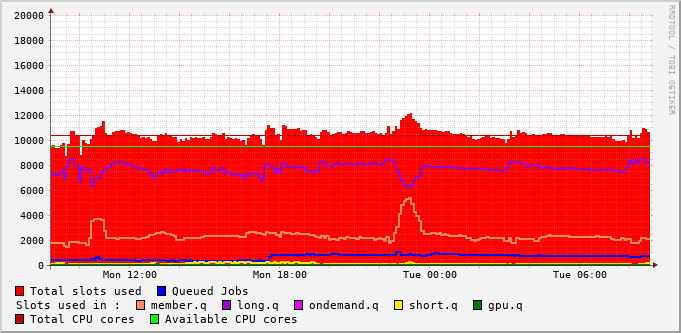 RRDTOOL / TOBI OETIKER
20000
18000
16000
14000
12000
10000
8000
6000
4000
2000
0
Mon 12:00 Mon 18:00 Tue 00:00 Tue 06:00
Total slots used Queued Jobs
Slots used in : member.q long.q ondemand.q short.q gpu.q
Total CPU cores Available CPU cores